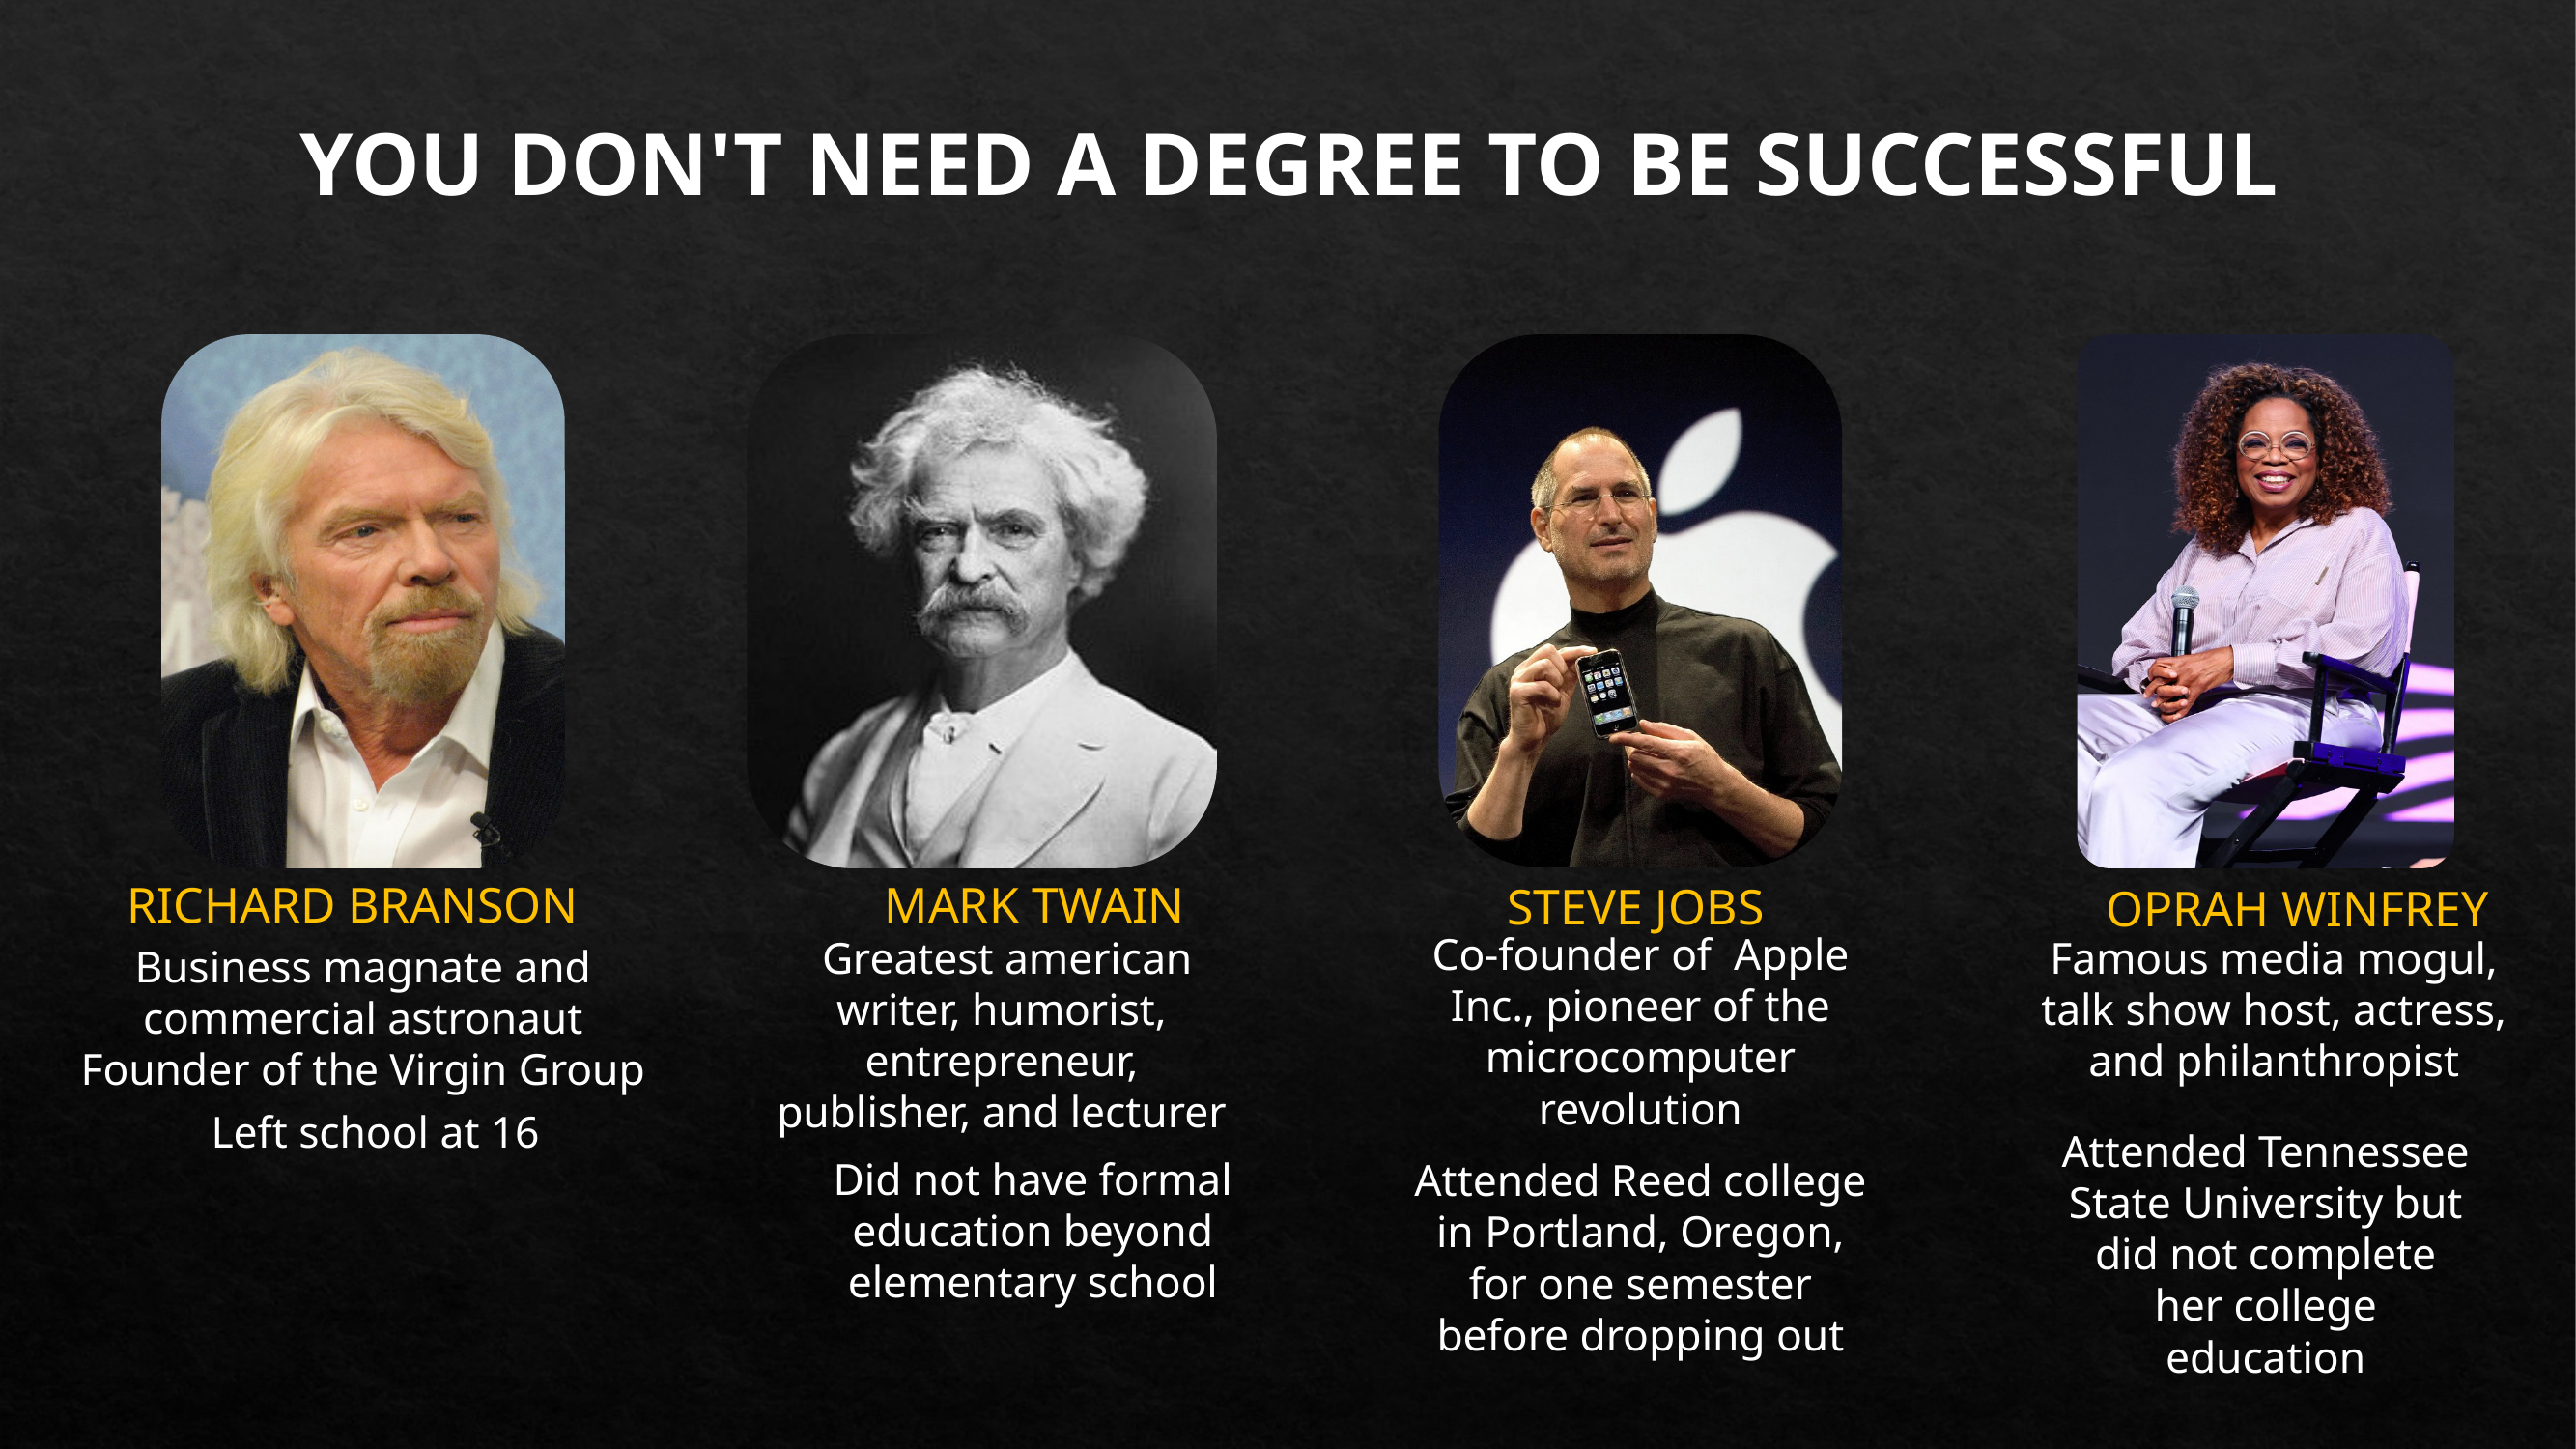 YOU DON'T NEED A DEGREE TO BE SUCCESSFUL
RICHARD BRANSON
Business magnate and
commercial astronaut
Founder of the Virgin Group
Left school at 16
MARK TWAIN
Greatest american
writer, humorist,
entrepreneur,
publisher, and lecturer
Did not have formal
education beyond
elementary school
STEVE JOBS
Co-founder of Apple
Inc., pioneer of the
microcomputer
revolution
Attended Reed college
in Portland, Oregon,
for one semester
before dropping out
OPRAH WINFREY
Famous media mogul,
talk show host, actress,
and philanthropist
Attended Tennessee
State University but
did not complete
her college
education